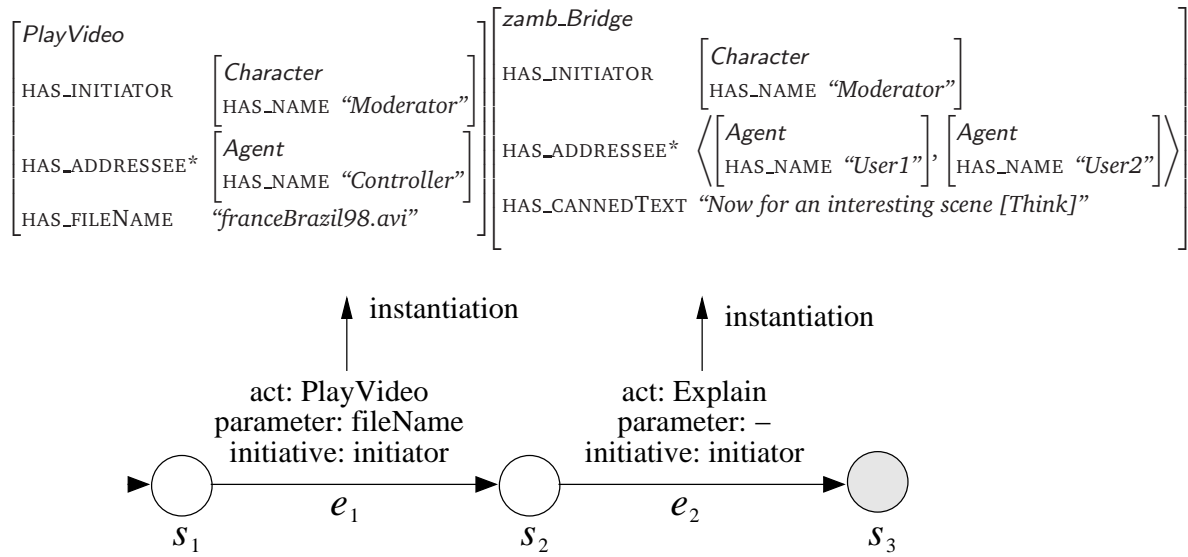 PlayVideo
HAS_INITIATOR
Character
HAS_NAME “Moderator”
HAS_ADDRESSEE*
Agent
HAS_NAME “Controller”
HAS_FILENAME “franceBrazil98.avi”
zamb_Bridge
HAS_INITIATOR
Character
HAS_NAME “Moderator”
HAS_ADDRESSEE*
Agent
HAS_NAME “User1”
,
Agent
HAS_NAME “User2”
HAS_CANNEDTEXT “Now for an interesting scene [Think]”
instantiation
instantiation
act: PlayVideo
parameter: fileName
initiative: initiator
act: Explain
parameter: –
initiative: initiator
e1
e2
s1
s2
s3